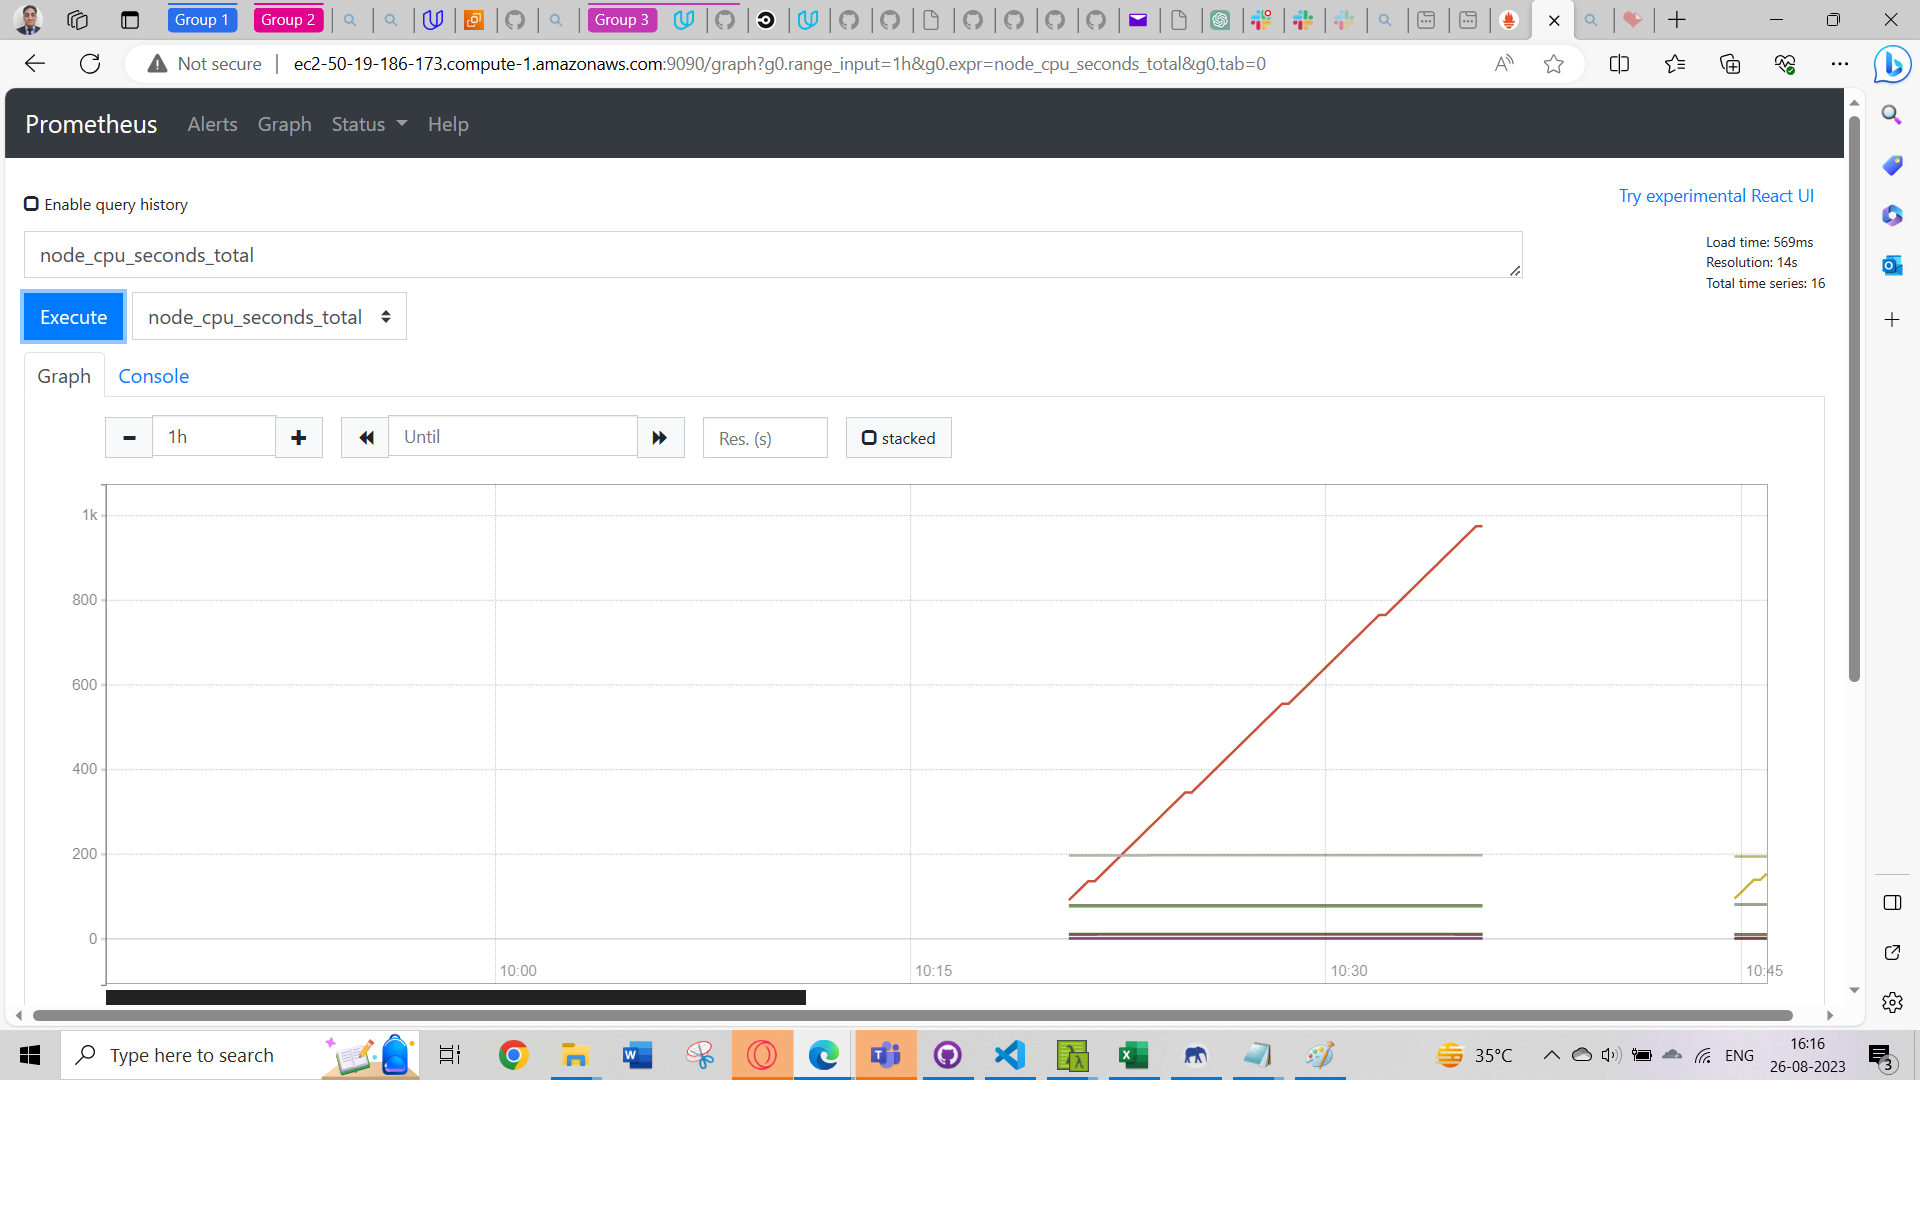 Group 1 Group 2 Group 3
Not secure ec2-50-19-186-173.compute-1.amazonaws.com:9090/graph?g0.range_input=1h&g0.expr=node_cpu_seconds_total&g0.tab=0
Prometheus Alerts Graph Status Help
Try experimental React UI
Enable query history
Load time: 569ms
Resolution: 14s
Total time series: 16
node_cpu_seconds_total
Execute node_cpu_seconds_total
Graph Console
1h Until Res. (s) stacked
1k
800
600
400
200
0
10:00 10:15 10:30 10:45
Type here to search
35°C
ENG
16:16
26-08-2023
3